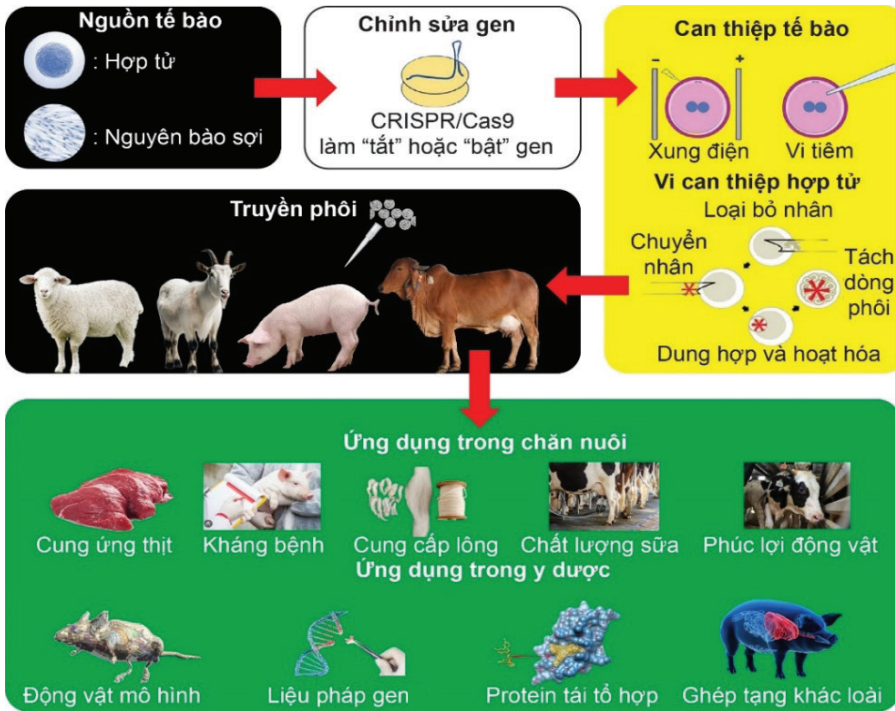 Nguồn tế bào
: Hợp tử
: Nguyên bào sợi
Chỉnh sửa gen
CRISPR/Cas9
làm “tắt” hoặc “bật” gen
Can thiệp tế bào
- +
Xung điện Vi tiêm
Vi can thiệp hợp tử
Loại bỏ nhân
Chuyển
nhân
Tách
dòng
phôi
Dung hợp và hoạt hóa
Truyền phôi
Ứng dụng trong chăn nuôi
Cung ứng thịt Kháng bệnh Cung cấp lông Chất lượng sữa Phúc lợi động vật
Ứng dụng trong y dược
Động vật mô hình Liệu pháp gen Protein tái tổ hợp Ghép tạng khác loài